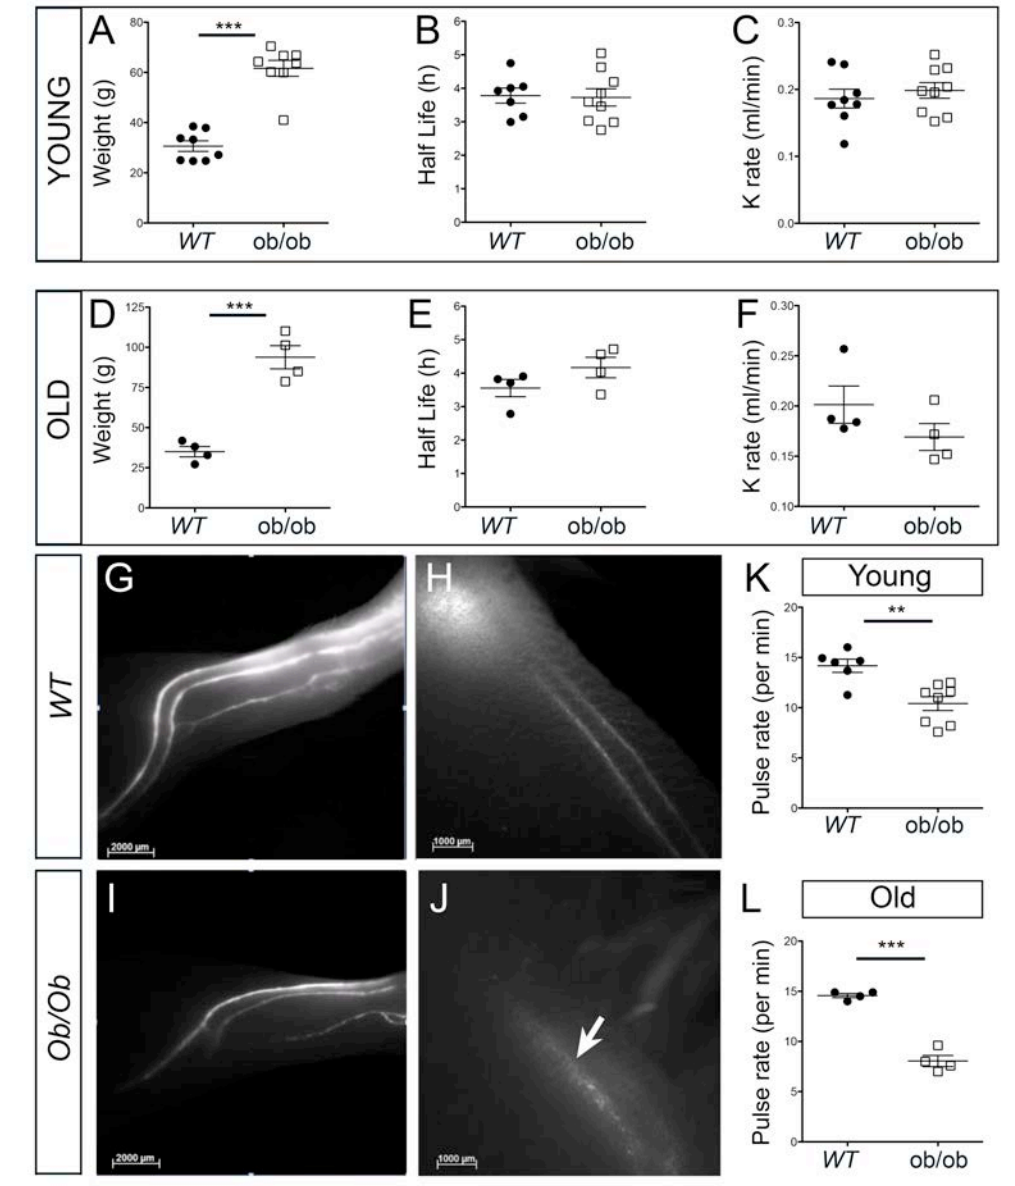 YOUNG
A
Weight (g)
80
60
40
20
0
***
WT ob/ob
B
Half Life (h)
6
5
4
3
2
1
0
WT ob/ob
C
K rate (ml/min)
0.3
0.2
0.1
0.0
WT ob/ob
OLD
D
Weight (g)
125
100
75
50
25
0
***
WT ob/ob
E
Half Life (h)
6
5
4
3
2
1
0
WT ob/ob
F
K rate (ml/min)
0.30
0.25
0.20
0.15
0.10
WT ob/ob
WT
G
2000 µm
H
1000 µm
K
Young
Pulse rate (per min)
20
15
10
5
0
**
WT ob/ob
Ob/Ob
I
2000 µm
J
1000 µm
L
Old
Pulse rate (per min)
20
15
10
5
0
***
WT ob/ob